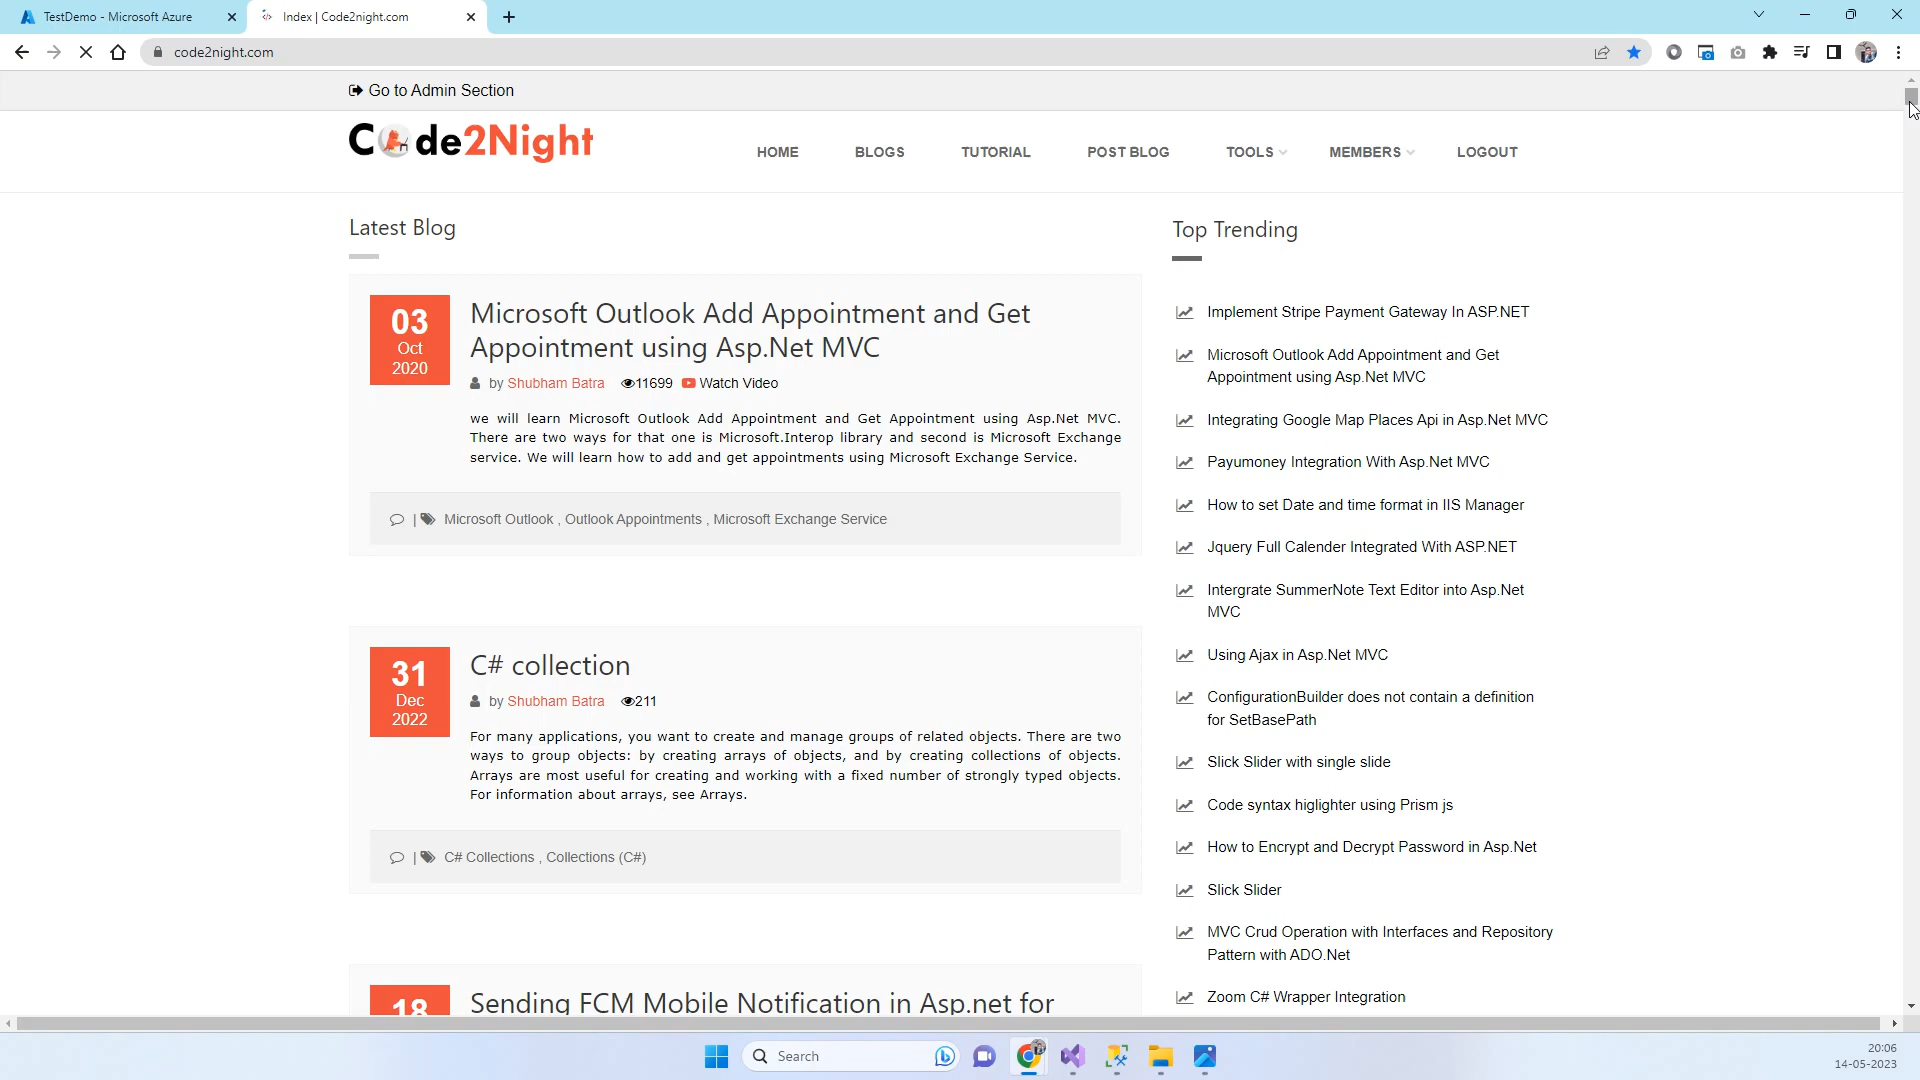 TestDemo - Microsoft Azure
Index | Code2night.com
code2night.com
Go to Admin Section
Code2Night
HOME
BLOGS
TUTORIAL
POST BLOG
TOOLS
MEMBERS
LOGOUT
Latest Blog
03
Oct
2020
Microsoft Outlook Add Appointment and Get
Appointment using Asp.Net MVC
by Shubham Batra 11699 Watch Video
we will learn Microsoft Outlook Add Appointment and Get Appointment using Asp.Net MVC.
There are two ways for that one is Microsoft.Interop library and second is Microsoft Exchange
service. We will learn how to add and get appointments using Microsoft Exchange Service.
| Microsoft Outlook , Outlook Appointments , Microsoft Exchange Service
31
Dec
2022
C# collection
by Shubham Batra 211
For many applications, you want to create and manage groups of related objects. There are two
ways to group objects: by creating arrays of objects, and by creating collections of objects.
Arrays are most useful for creating and working with a fixed number of strongly typed objects.
For information about arrays, see Arrays.
| C# Collections , Collections (C#)
18
Sending FCM Mobile Notification in Asp.net for
Top Trending
Implement Stripe Payment Gateway In ASP.NET
Microsoft Outlook Add Appointment and Get
Appointment using Asp.Net MVC
Integrating Google Map Places Api in Asp.Net MVC
Payumoney Integration With Asp.Net MVC
How to set Date and time format in IIS Manager
Jquery Full Calender Integrated With ASP.NET
Intergrate SummerNote Text Editor into Asp.Net
MVC
Using Ajax in Asp.Net MVC
ConfigurationBuilder does not contain a definition
for SetBasePath
Slick Slider with single slide
Code syntax higlighter using Prism js
How to Encrypt and Decrypt Password in Asp.Net
Slick Slider
MVC Crud Operation with Interfaces and Repository
Pattern with ADO.Net
Zoom C# Wrapper Integration
Search
20:06
14-05-2023